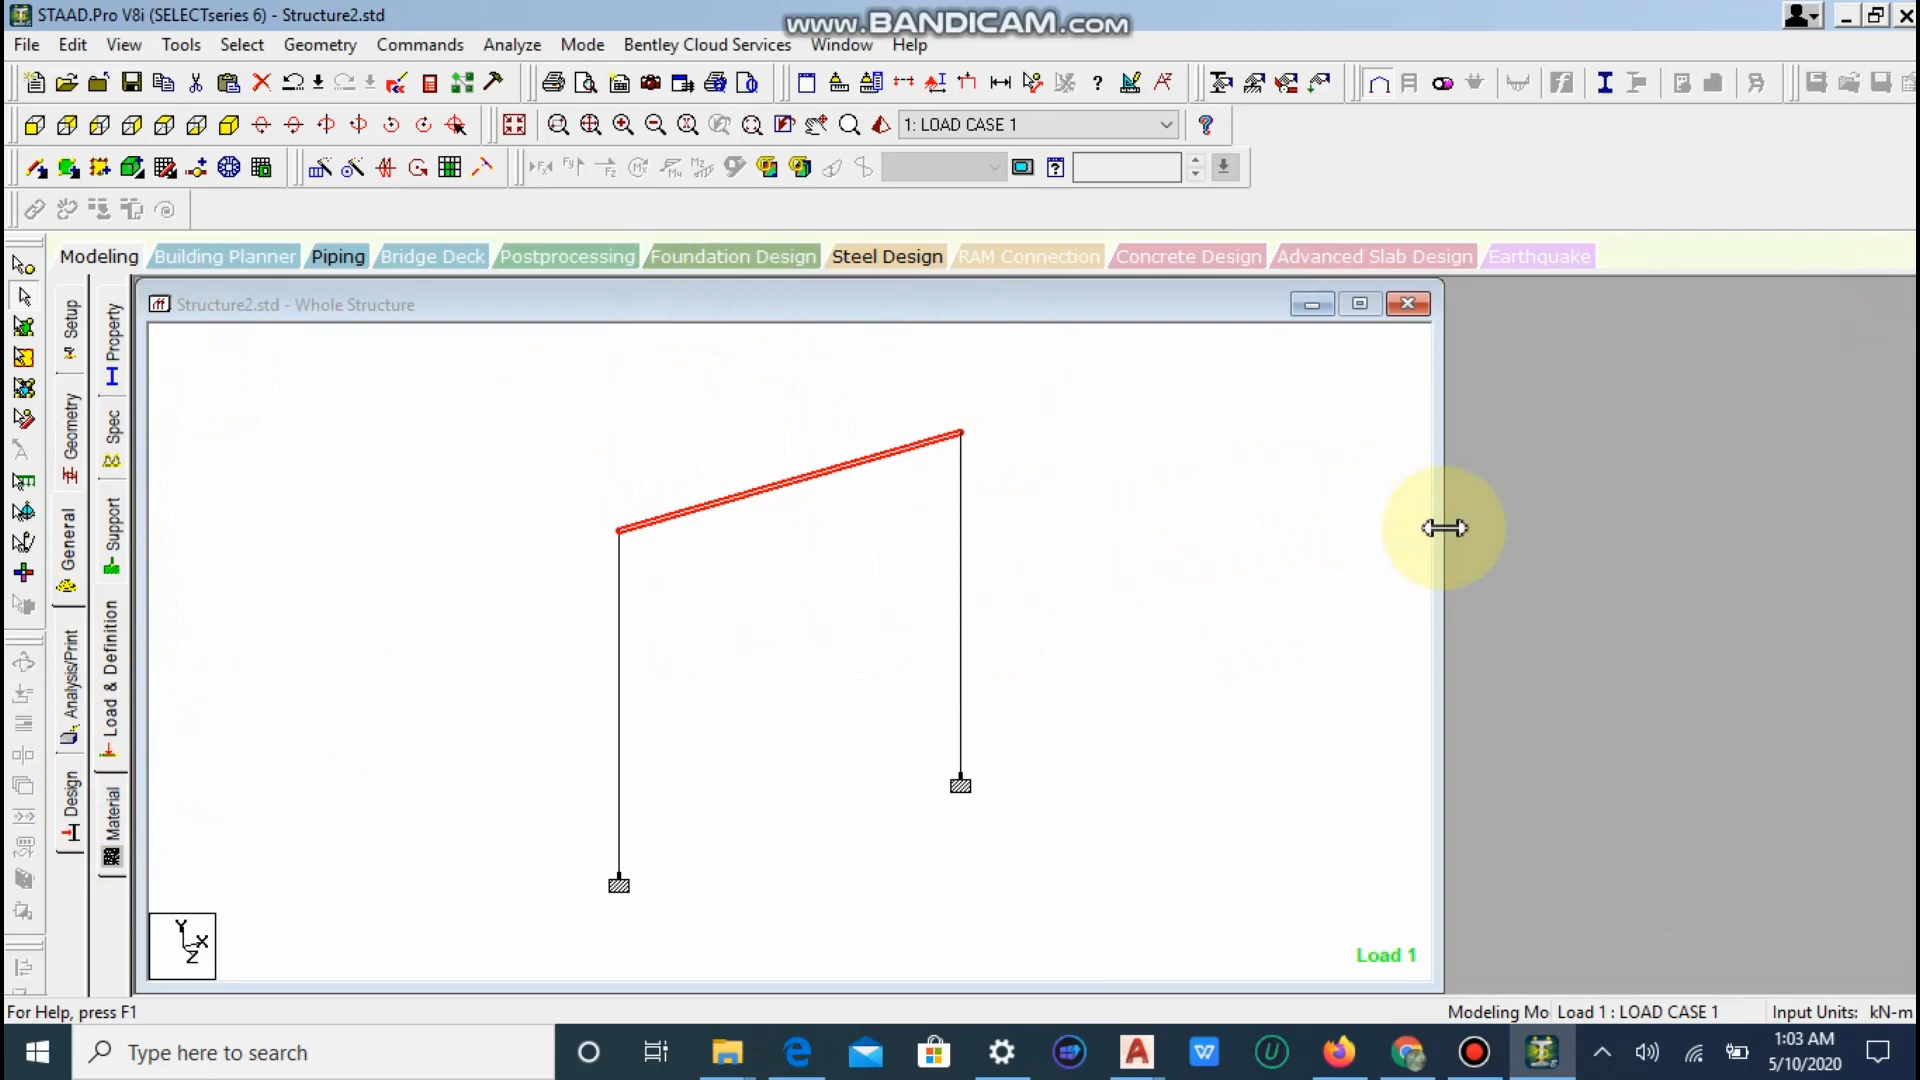 STAAD.Pro V8i (SELECTseries 6) - Structure2.std
www.BANDICAM.com
File Edit View Tools Select Geometry Commands Analyze Mode Bentley Cloud Services Window Help
1: LOAD CASE 1
Modeling Building Planner Piping Bridge Deck Postprocessing Foundation Design Steel Design RAM Connection Concrete Design Advanced Slab Design Earthquake
Structure2.std - Whole Structure
Setup
Geometry
General
Analysis/Print
Design
Property
Spec
Support
Load & Definition
Material
Y
X
Z
Load 1
For Help, press F1
Modeling Mo Load 1 : LOAD CASE 1 Input Units: kN-m
Type here to search
1:03 AM
5/10/2020